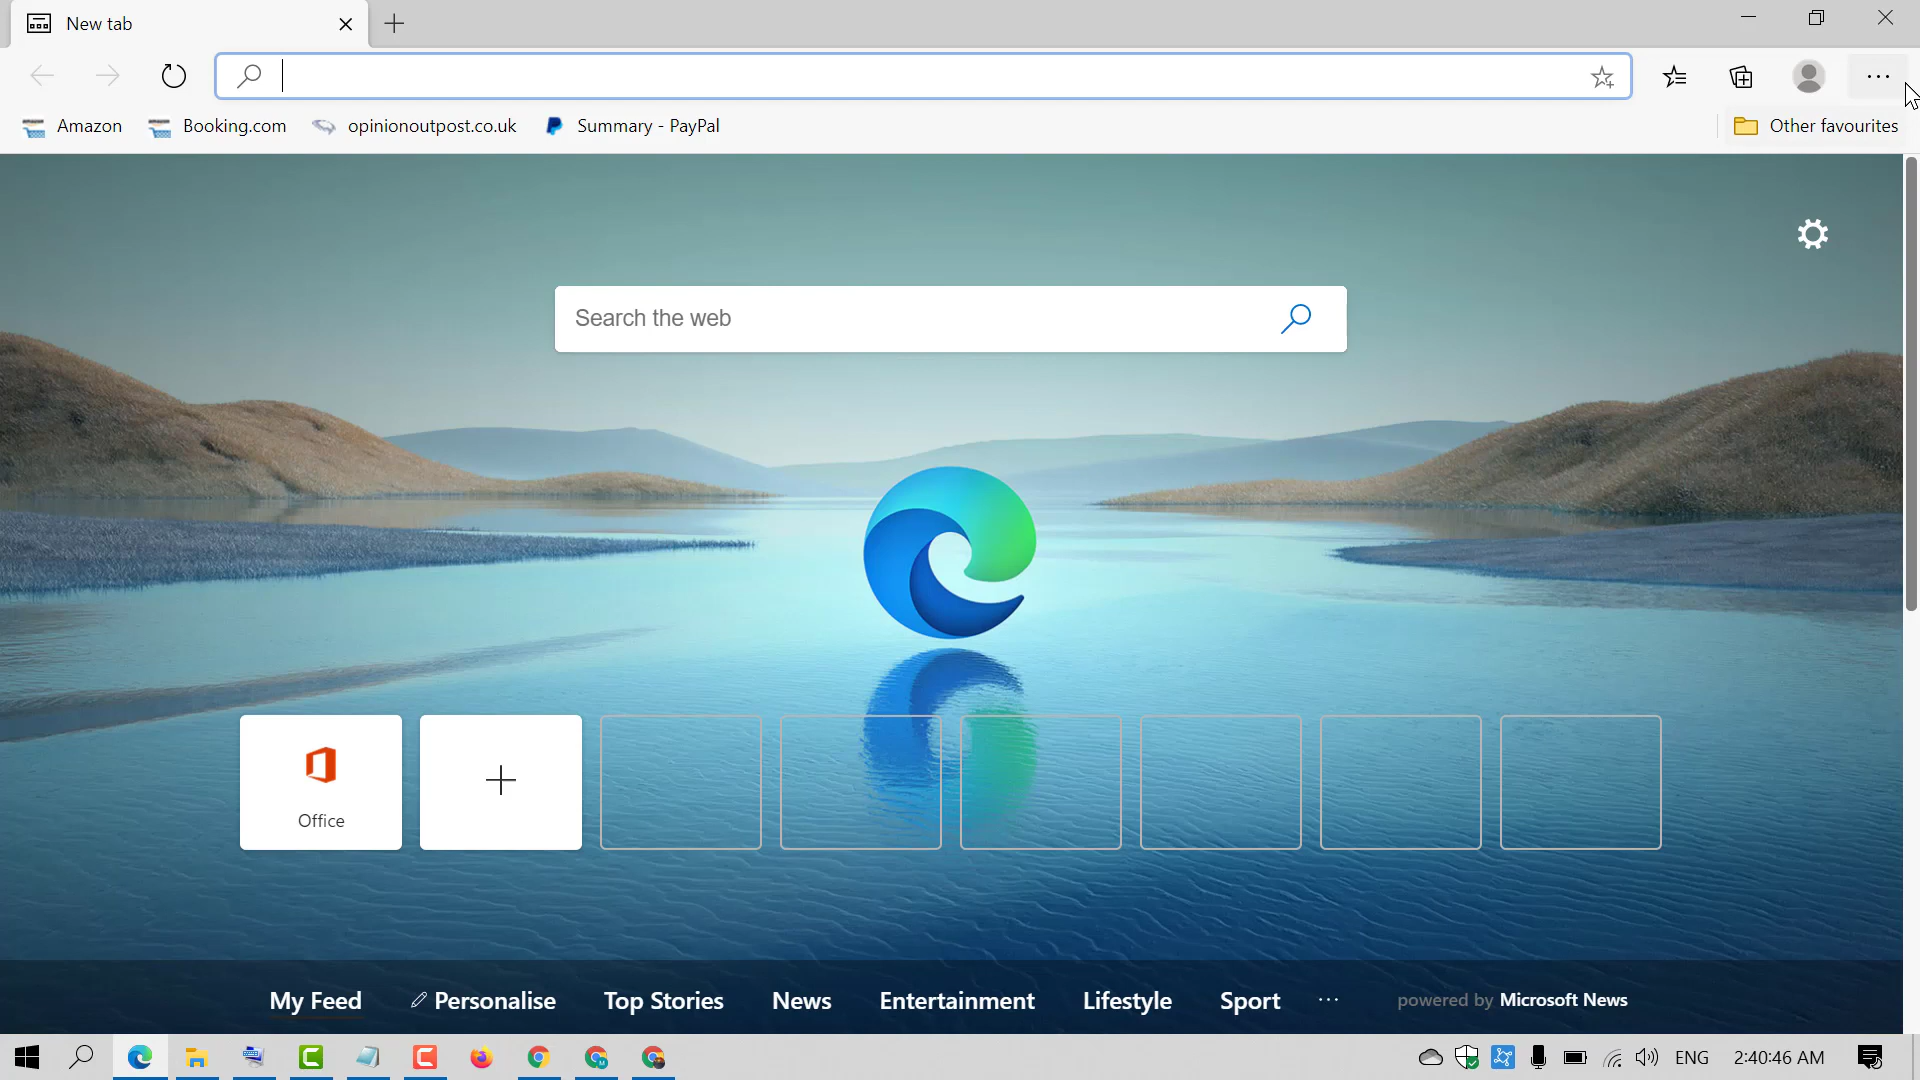 New tab
Amazon
Booking.com
opinionoutpost.co.uk
Summary - PayPal
Other favourites
Search the web
Office
My Feed
Personalise
Top Stories
News
Entertainment
Lifestyle
Sport
powered by Microsoft News
ENG
2:40:46 AM